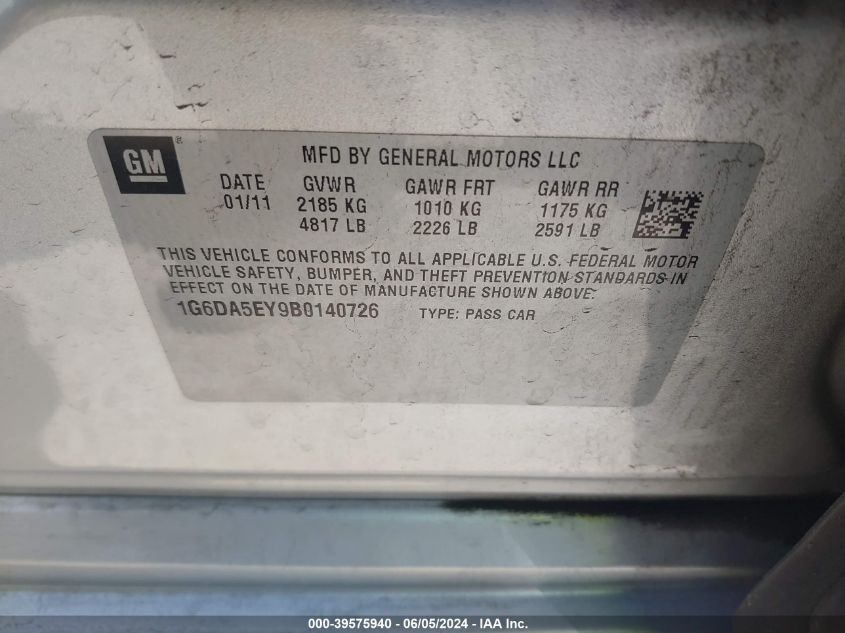 GM ®
MFD BY GENERAL MOTORS LLC
DATE GVWR GAWR FRT GAWR RR
01/11 2185 KG 1010 KG 1175 KG
4817 LB 2226 LB 2591 LB
THIS VEHICLE CONFORMS TO ALL APPLICABLE U.S. FEDERAL MOTOR
VEHICLE SAFETY, BUMPER, AND THEFT PREVENTION STANDARDS IN
EFFECT ON THE DATE OF MANUFACTURE SHOWN ABOVE.
1G6DA5EY9B0140726 TYPE: PASS CAR
000-39575940 - 06/05/2024 - IAA Inc.